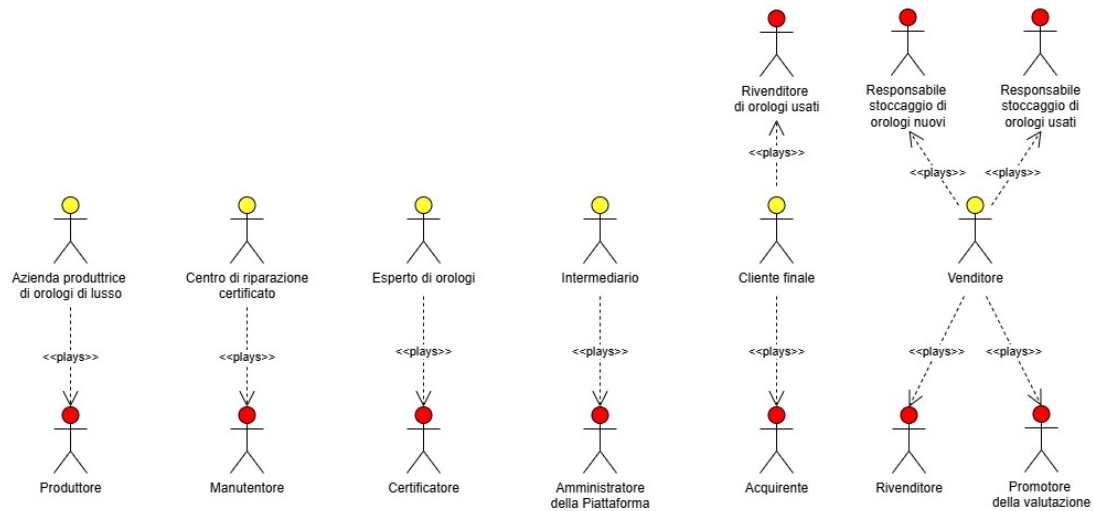 Rivenditore
di orologi usati
Responsabile
stoccaggio di
orologi nuovi
Responsabile
stoccaggio di
orologi usati
<<plays>>
<<plays>>
<<plays>>
Azienda produttrice
di orologi di lusso
Centro di riparazione
certificato
Esperto di orologi
Intermediario
Cliente finale
Venditore
<<plays>>
<<plays>>
<<plays>>
<<plays>>
<<plays>>
<<plays>>
<<plays>>
Produttore
Manutentore
Certificatore
Amministratore
della Piattaforma
Acquirente
Rivenditore
Promotore
della valutazione